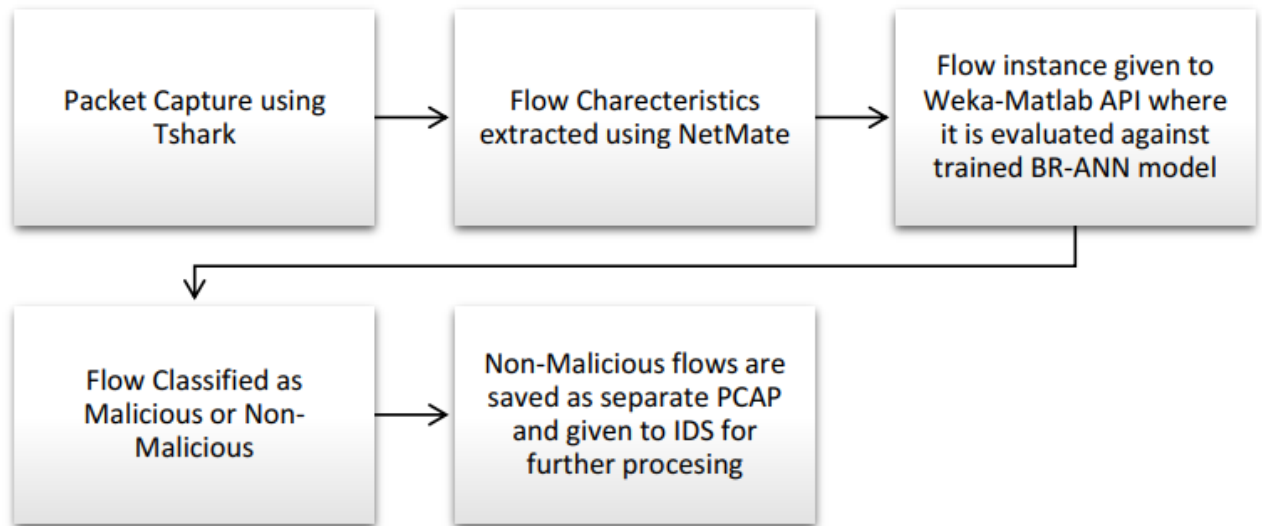 Packet Capture using
Tshark
Flow Charecteristics
extracted using NetMate
Flow instance given to
Weka-Matlab API where
it is evaluated against
trained BR-ANN model
Flow Classified as
Malicious or Non-
Malicious
Non-Malicious flows are
saved as separate PCAP
and given to IDS for
further procesing